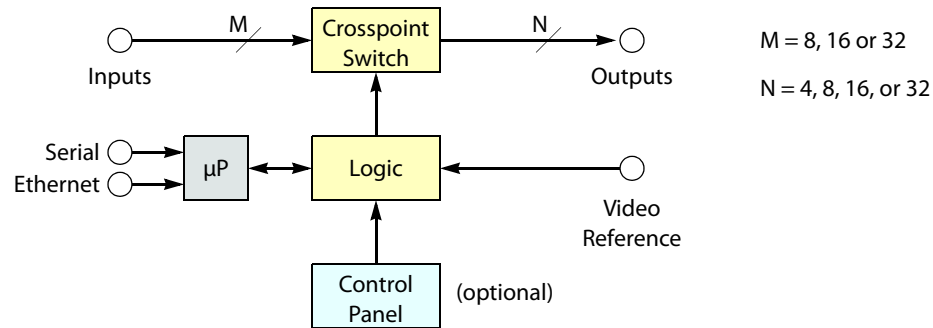 M
Crosspoint
Switch
N
M = 8, 16 or 32
Inputs
Outputs
N = 4, 8, 16, or 32
Serial
Ethernet
µP
Logic
Video
Reference
Control
Panel
(optional)